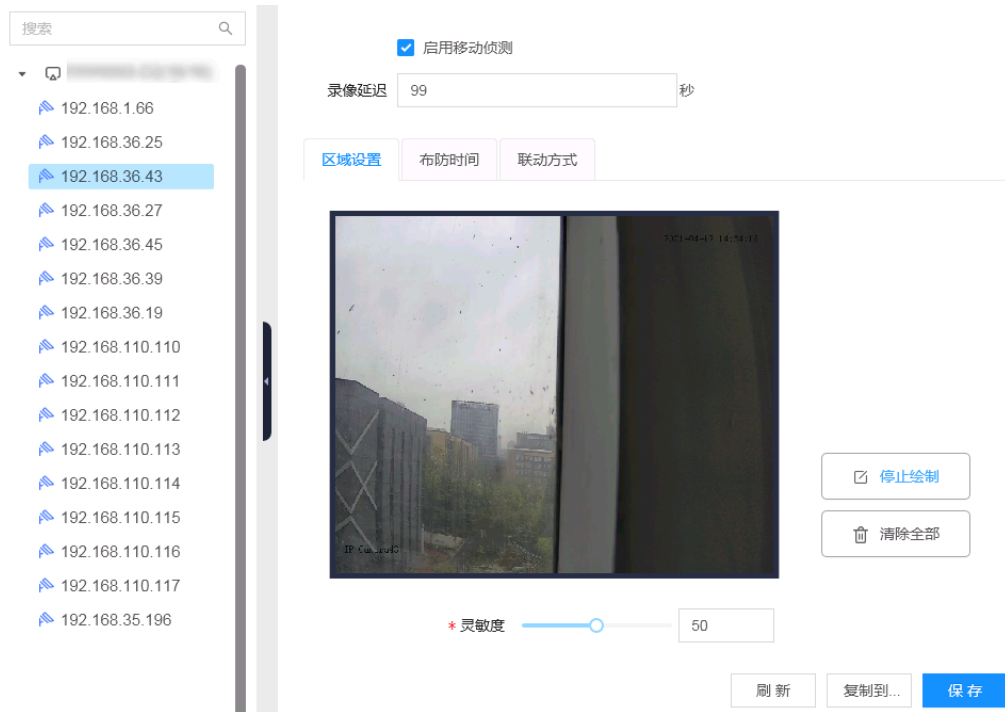 搜索
192.168.1.66
192.168.36.25
192.168.36.43
192.168.36.27
192.168.36.45
192.168.36.39
192.168.36.19
192.168.110.110
192.168.110.111
192.168.110.112
192.168.110.113
192.168.110.114
192.168.110.115
192.168.110.116
192.168.110.117
192.168.35.196
启用移动侦测
录像延迟 99 秒
区域设置 布防时间 联动方式
IP Camera43
停止绘制
清除全部
* 灵敏度 50
刷新 复制到... 保存